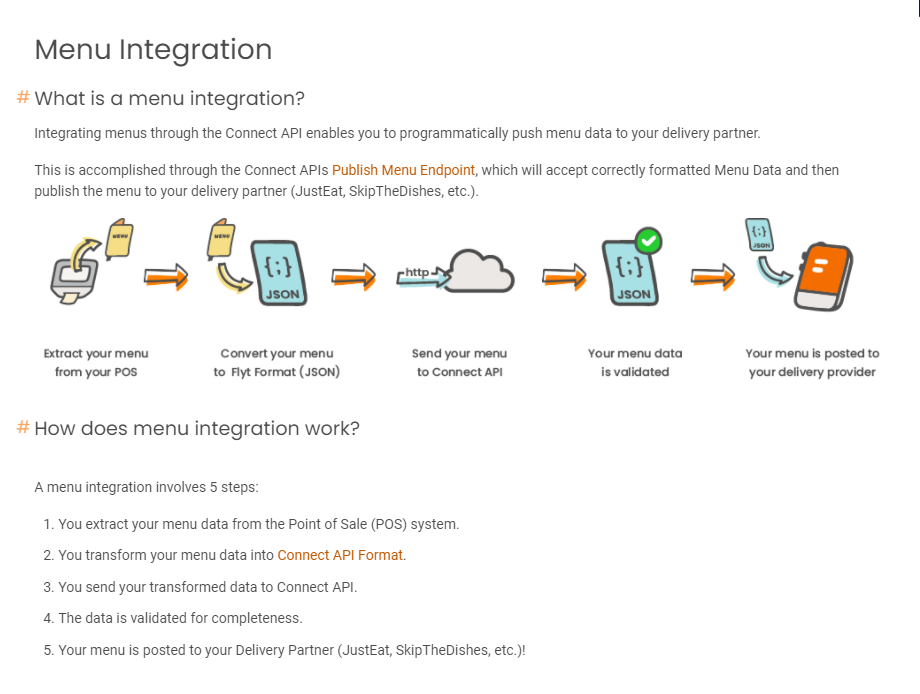 Menu Integration
# What is a menu integration?
Integrating menus through the Connect API enables you to programmatically push menu data to your delivery partner.
This is accomplished through the Connect APIs Publish Menu Endpoint, which will accept correctly formatted Menu Data and then
publish the menu to your delivery partner (JustEat, SkipTheDishes, etc.).
MENU
MENU
{;}
JSON
http
{;}
JSON
{;}
JSON
Extract your menu
from your POS
Convert your menu
to Flyt Format (JSON)
Send your menu
to Connect API
Your menu data
is validated
Your menu is posted to
your delivery provider
# How does menu integration work?
A menu integration involves 5 steps:
1. You extract your menu data from the Point of Sale (POS) system.
2. You transform your menu data into Connect API Format.
3. You send your transformed data to Connect API.
4. The data is validated for completeness.
5. Your menu is posted to your Delivery Partner (JustEat, SkipTheDishes, etc.)!